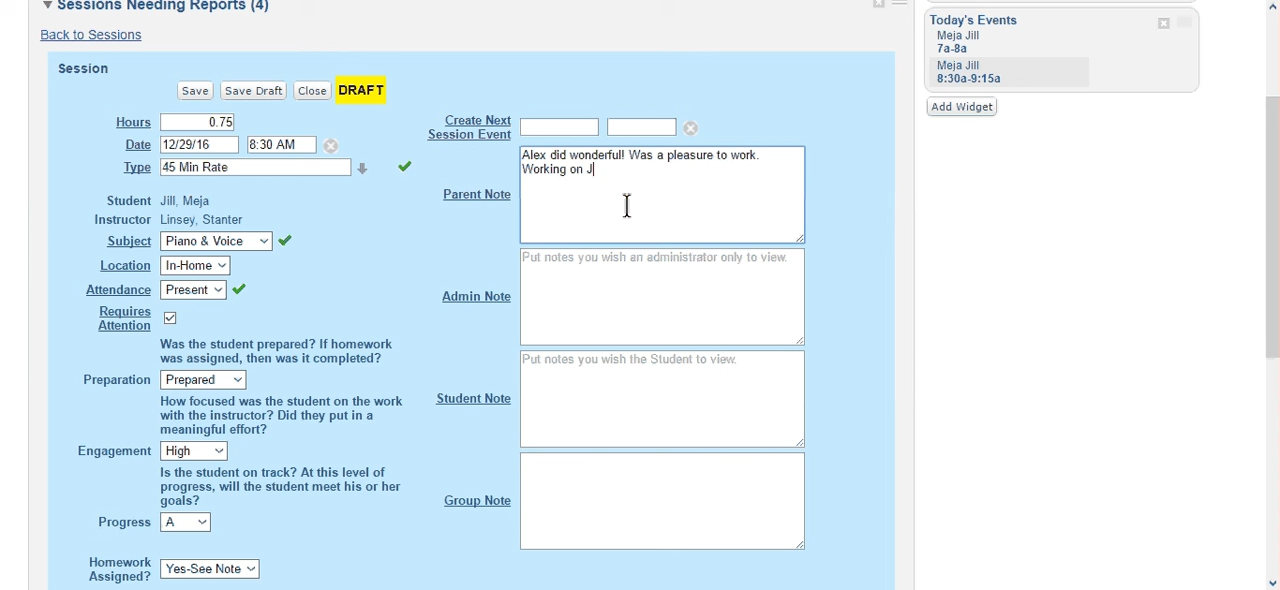 Sessions Needing Reports (4)
Back to Sessions
Session
Save
Save Draft
Close
DRAFT
Hours
0.75
Date
12/29/16
8:30 AM
Type
45 Min Rate
Student
Jill, Meja
Instructor
Linsey, Stanter
Subject
Piano & Voice
Location
In-Home
Attendance
Present
Requires
Attention
Was the student prepared? If homework
was assigned, then was it completed?
Preparation
Prepared
How focused was the student on the work
with the instructor? Did they put in a
meaningful effort?
Engagement
High
Is the student on track? At this level of
progress, will the student meet his or her
goals?
Progress
A
Homework
Assigned?
Yes-See Note
Create Next
Session Event
Parent Note
Alex did wonderful! Was a pleasure to work.
Working on J
Admin Note
Put notes you wish an administrator only to view.
Student Note
Put notes you wish the Student to view.
Group Note
Today's Events
Meja Jill
7a-8a
Meja Jill
8:30a-9:15a
Add Widget